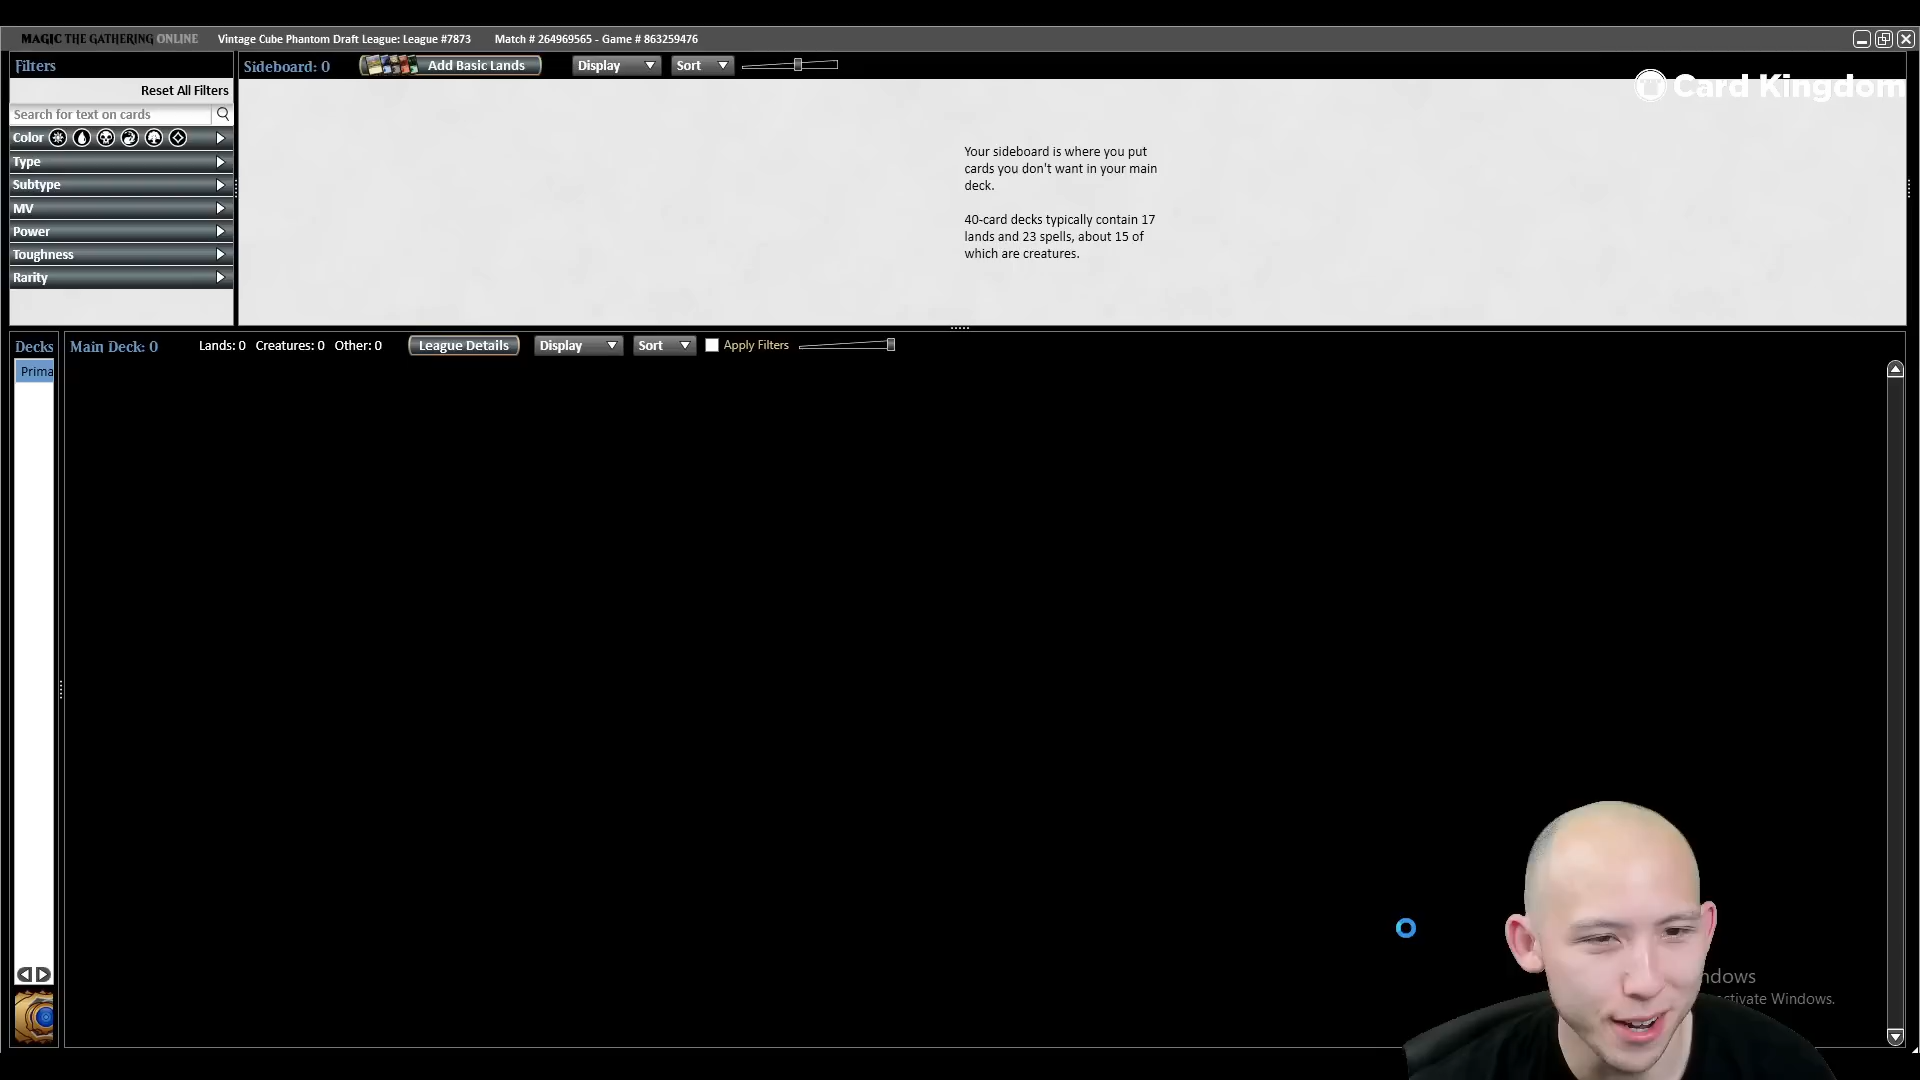 MAGIC THE GATHERING ONLINE
Vintage Cube Phantom Draft League: League #7873
Match # 264969565 - Game # 863259476
Filters
Sideboard: 0
Add Basic Lands
Display
Sort
Reset All Filters
Card Kingdom
Search for text on cards
Color
Type
Subtype
MV
Power
Toughness
Rarity
Your sideboard is where you put
cards you don't want in your main
deck.
40-card decks typically contain 17
lands and 23 spells, about 15 of
which are creatures.
Decks
Prima
Main Deck: 0
Lands: 0 Creatures: 0 Other: 0
League Details
Display
Sort
Apply Filters
ndows
activate Windows.